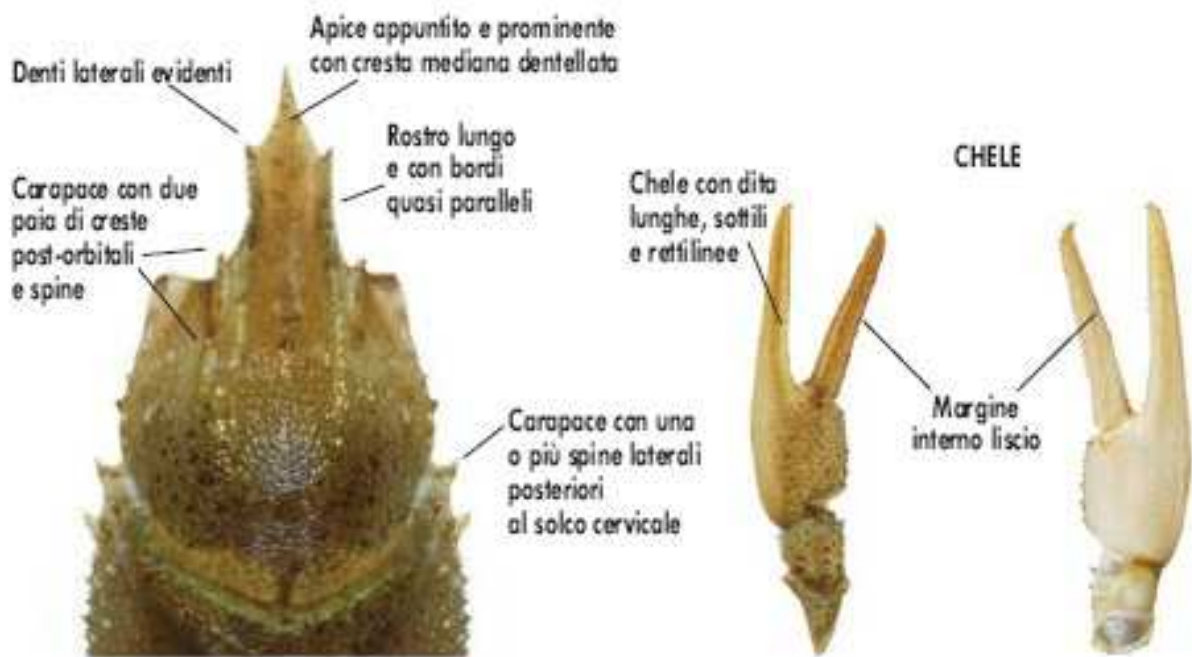 Apice appuntito e prominente
con cresta mediana dentellata
Denti laterali evidenti
Rostro lungo
e con bordi
quasi paralleli
Carapace con due
paia di creste
post-orbitali
e spine
Carapace con una
o più spine laterali
posteriori
al solco cervicale
CHELE
Chele con dita
lunghe, sottili
e rettilinee
Margine
interno liscio